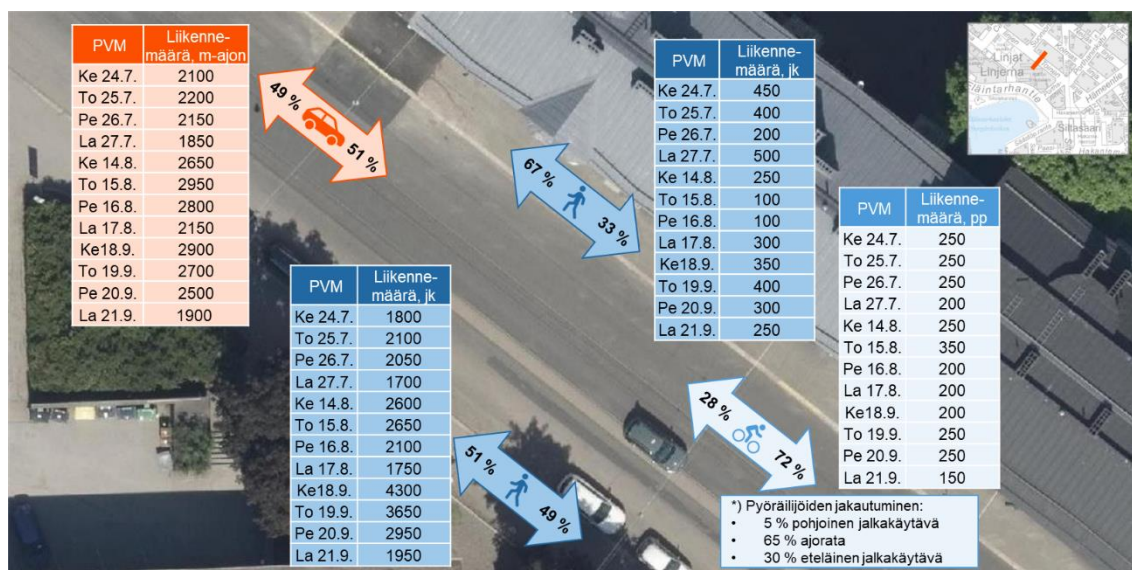 PVM Liikenne-
määrä, m-ajon
Ke 24.7. 2100
To 25.7. 2200
Pe 26.7. 2150
La 27.7. 1850
Ke 14.8. 2650
To 15.8. 2950
Pe 16.8. 2800
La 17.8. 2150
Ke18.9. 2900
To 19.9. 2700
Pe 20.9. 2500
La 21.9. 1900
49 %
51 %
PVM Liikenne-
määrä, jk
Ke 24.7. 450
To 25.7. 400
Pe 26.7. 200
La 27.7. 500
Ke 14.8. 250
To 15.8. 100
Pe 16.8. 100
La 17.8. 300
Ke18.9. 350
To 19.9. 400
Pe 20.9. 300
La 21.9. 250
67 %
33 %
Linjat
Linjerna
Hämeentie
Siltasaari
PVM Liikenne-
määrä, pp
Ke 24.7. 250
To 25.7. 250
Pe 26.7. 250
La 27.7. 200
Ke 14.8. 250
To 15.8. 350
Pe 16.8. 200
La 17.8. 200
Ke18.9. 200
To 19.9. 250
Pe 20.9. 250
La 21.9. 150
28 %
72 %
PVM Liikenne-
määrä, jk
Ke 24.7. 1800
To 25.7. 2100
Pe 26.7. 2050
La 27.7. 1700
Ke 14.8. 2600
To 15.8. 2650
Pe 16.8. 2100
La 17.8. 1750
Ke18.9. 4300
To 19.9. 3650
Pe 20.9. 2950
La 21.9. 1950
51 %
49 %
*) Pyöräilijöiden jakautuminen:
• 5 % pohjoinen jalkakäytävä
• 65 % ajorata
• 30 % eteläinen jalkakäytävä